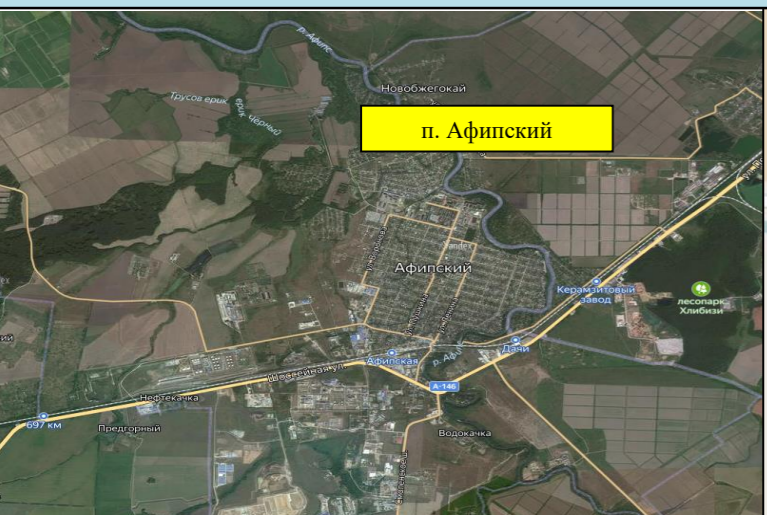 р. Афипс
р. Афипс
Новобжегокай
Трусов ерик
ерик Чёрный
п. Афипский
Yandex
Афипский
Керамзитовый
завод
лесопарк
Хлибизи
Афипская
Дачи
Шоссейная ул.
А-146
Нефтекачка
697 км
Предгорный
Водокачка